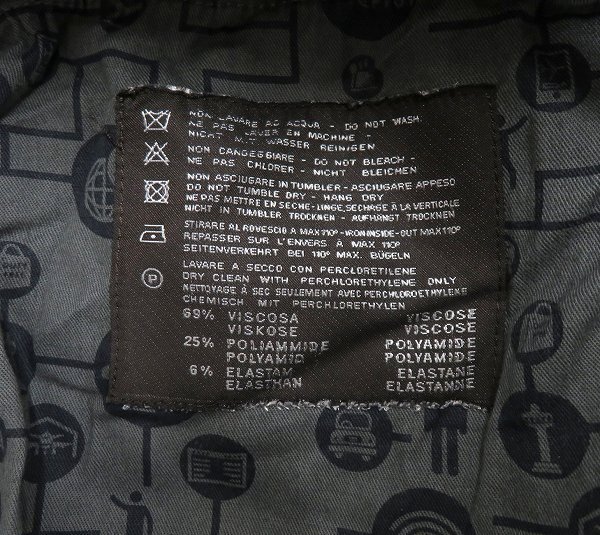 NON LAVARE AD ACQUA - DO NOT WASH.
NE PAS LAVER EN MACHINE -
NICHT MIT WASSER REINIGEN
NON CANDEGGIARE - DO NOT BLEACH -
NE PAS CHLORER - NICHT BLEICHEN
NON ASCIUGARE IN TUMBLER - ASCIUGARE APPESO
DO NOT TUMBLE DRY - HANG DRY
NE PAS METTRE EN SECHE-LINGE, SECHAGE À LA VERTICALE
NICHT IN TUMBLER TROCKNEN - AUFHÄNGT TROCKNEN
STIRARE AL ROVESCIO A MAX 110° - IRON INSIDE-OUT MAX 110°
REPASSER SUR L'ENVERS À MAX 110°
SEITENVERKEHRT BEI 110° MAX. BÜGELN
P
LAVARE A SECCO CON PERCLORETILENE
DRY CLEAN WITH PERCHLORETHYLENE ONLY
NETTOYAGE À SEC SEULEMENT AVEC PERCHLOROETHYLENE
CHEMISCH MIT PERCHLORETHYLEN
69% VISCOSA VISCOSE
VISKOSE VISCOSE
25% POLIAMMIDE POLYAMIDE
POLYAMID POLYAMIDE
6% ELASTAM ELASTANE
ELASTHAN ELASTANNE